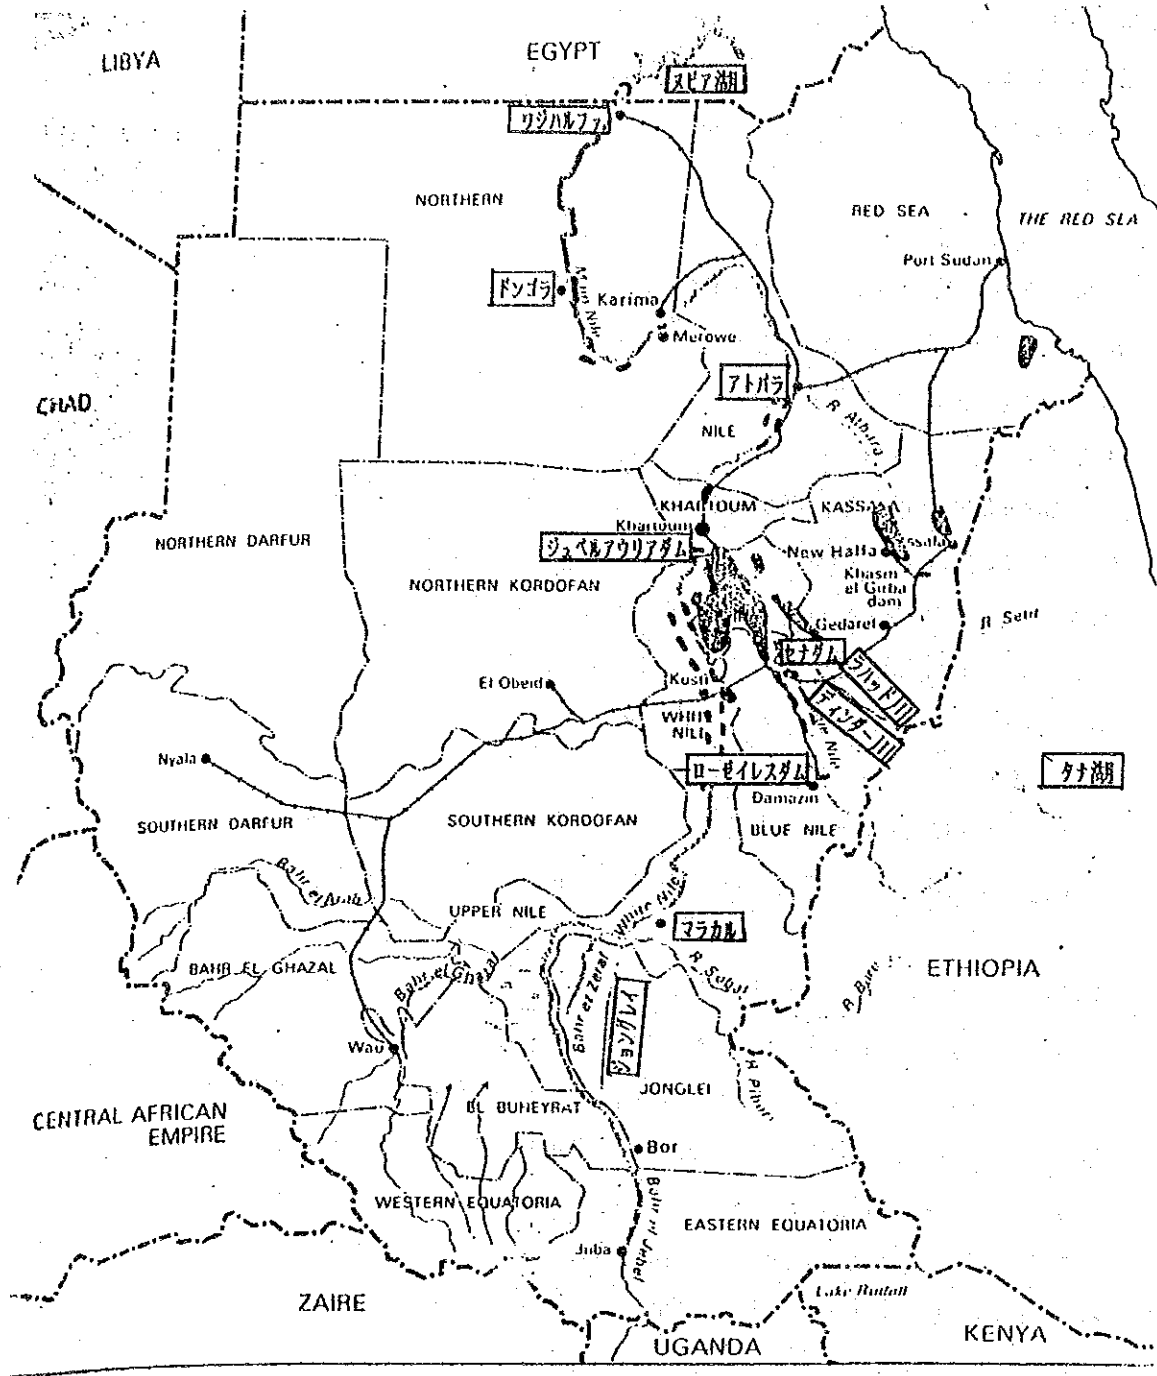 LIBYA
EGYPT
ヌビア湖
ワジハルファ
NORTHERN
RED SEA
THE RED SEA
Port Sudan
ドンゴラ
Main Nile
Karima
Merowe
アトバラ
CHAD
R Atbara
NILE
KHARTOUM
KASSALA
Khartoum
ジュベルアウリアダム
NORTHERN DARFUR
NORTHERN KORDOFAN
New Halfa
Kassala
Khasm
el Girba
dam
Gedaref
R Setit
セナダム
ラハッド川
ディンダー川
El Obeid
Kosti
WHITE
NILE
Blue Nile
Nyala
ローゼイレスダム
タナ湖
Damazin
SOUTHERN DARFUR
SOUTHERN KORDOFAN
BLUE NILE
Bahr el Arab
UPPER NILE
White Nile
マラカル
BAHR EL GHAZAL
Bahr el Ghazal
Bahr el Zeraf
R Sobat
R Baro
ETHIOPIA
Wau
R Pibor
JONGLEI
CENTRAL AFRICAN
EMPIRE
EL BUHEYRAT
Bor
WESTERN EQUATORIA
Bahr el Jebel
EASTERN EQUATORIA
Juba
ZAIRE
Lake Rudolf
UGANDA
KENYA